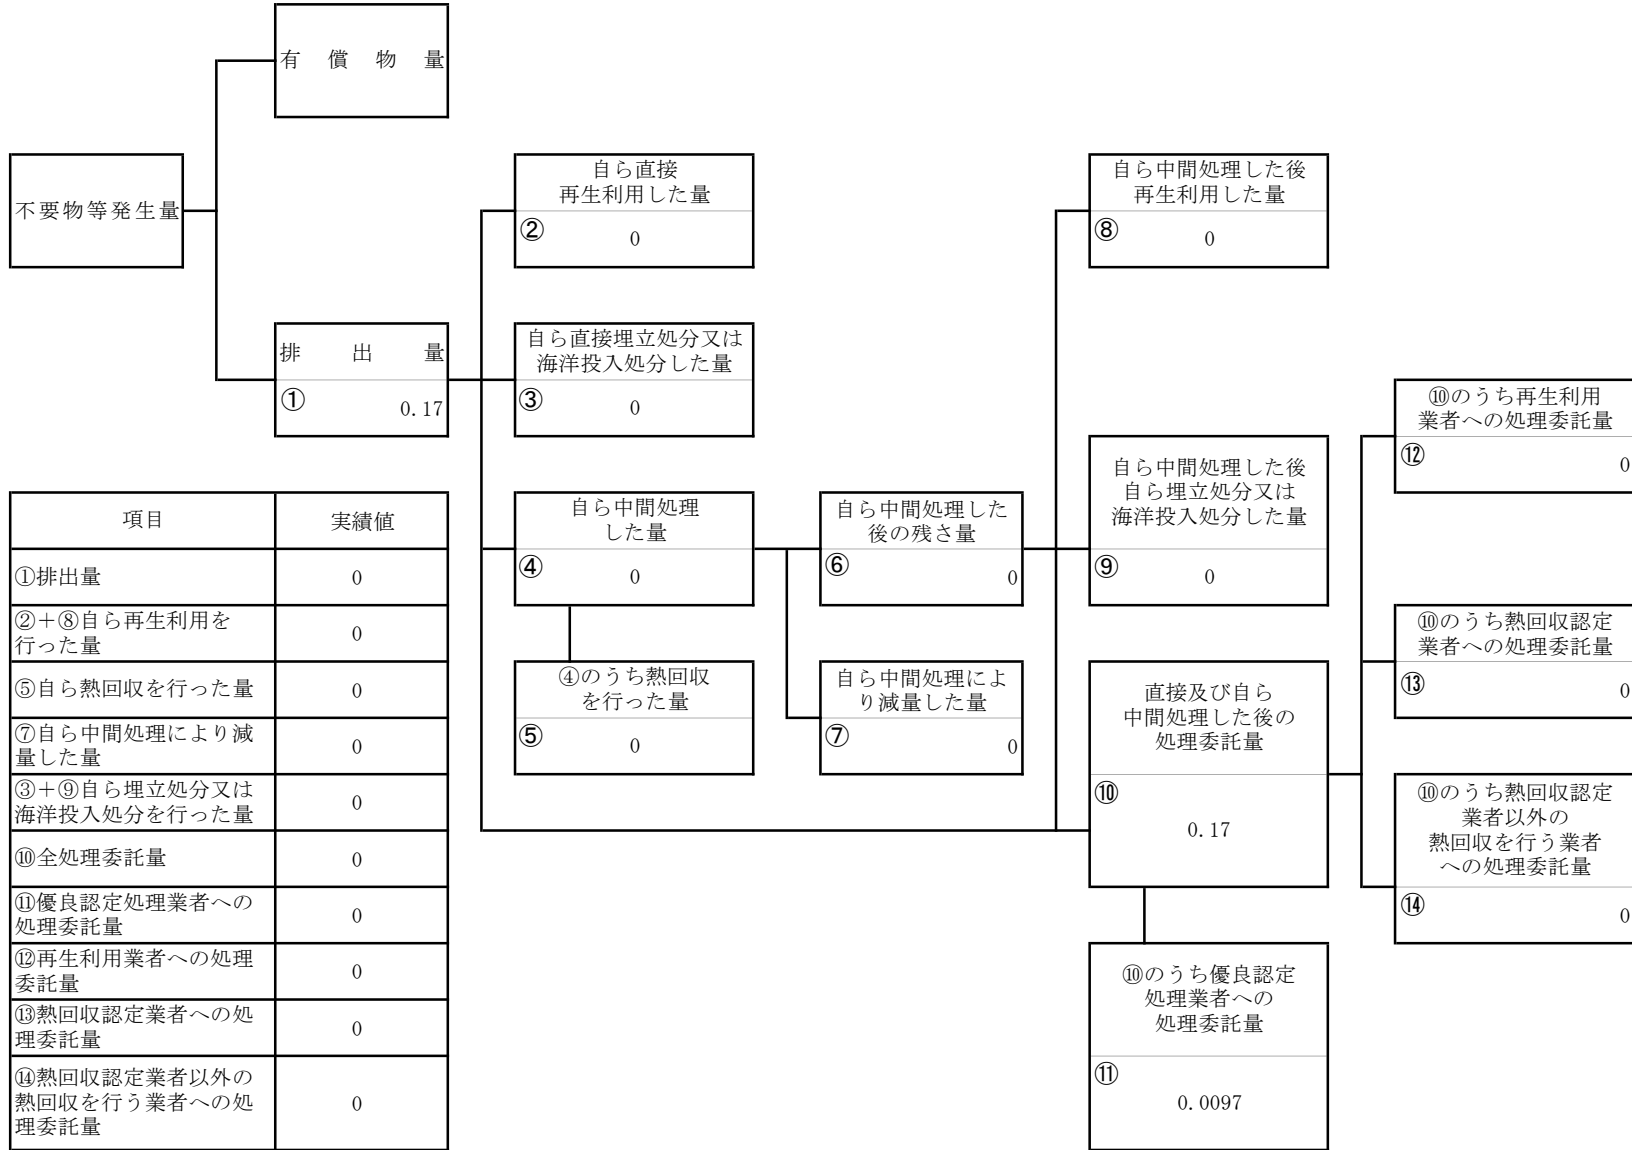 有償物量
不要物等発生量
排出量
①
0.17
自ら直接
再生利用した量
②
0
自ら直接埋立処分又は
海洋投入処分した量
③
0
自ら中間処理
した量
④
0
④のうち熱回収
を行った量
⑤
0
自ら中間処理した
後の残さ量
⑥
0
自ら中間処理によ
り減量した量
⑦
0
自ら中間処理した後
再生利用した量
⑧
0
自ら中間処理した後
自ら埋立処分又は
海洋投入処分した量
⑨
0
直接及び自ら
中間処理した後の
処理委託量
⑩
0.17
⑩のうち優良認定
処理業者への
処理委託量
⑪
0.0097
⑩のうち再生利用
業者への処理委託量
⑫
0
⑩のうち熱回収認定
業者への処理委託量
⑬
0
⑩のうち熱回収認定
業者以外の
熱回収を行う業者
への処理委託量
⑭
0
項目 実績値
①排出量 0
②+⑧自ら再生利用を
行った量 0
⑤自ら熱回収を行った量 0
⑦自ら中間処理により減
量した量 0
③+⑨自ら埋立処分又は
海洋投入処分を行った量 0
⑩全処理委託量 0
⑪優良認定処理業者への
処理委託量 0
⑫再生利用業者への処理
委託量 0
⑬熱回収認定業者への処
理委託量 0
⑭熱回収認定業者以外の
熱回収を行う業者への処
理委託量 0